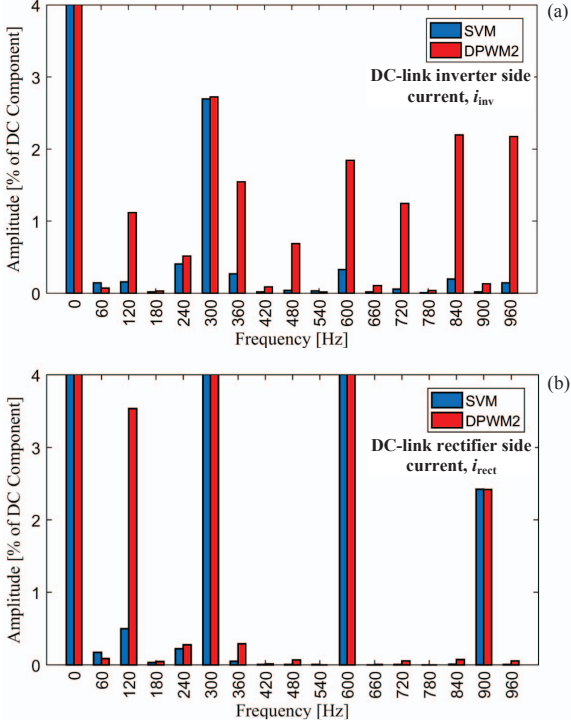 (a)
4
3
2
1
0
Amplitude [% of DC Component]
SVM
DPWM2
DC-link inverter side
current, i_inv
0 60 120 180 240 300 360 420 480 540 600 660 720 780 840 900 960
Frequency [Hz]
(b)
4
3
2
1
0
Amplitude [% of DC Component]
SVM
DPWM2
DC-link rectifier side
current, i_rect
0 60 120 180 240 300 360 420 480 540 600 660 720 780 840 900 960
Frequency [Hz]